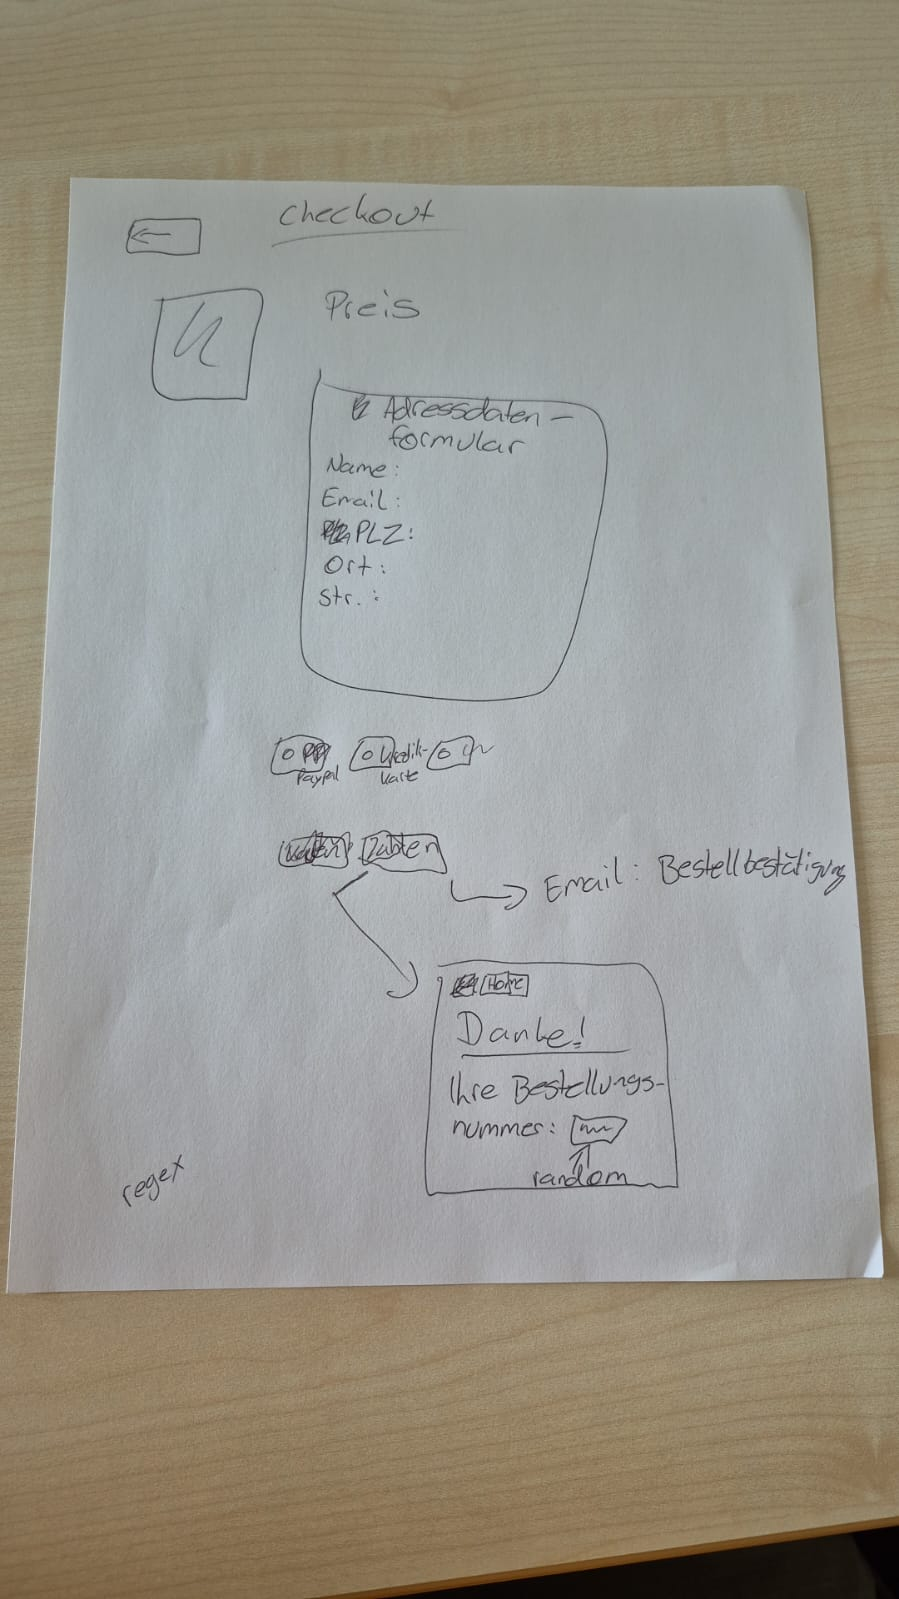 Checkout
Preis
Adressdaten-
formular
Name:
Email:
PLZ:
Ort:
Str.:
Paypal
Kredit-
karte
Zahlen
Email: Bestellbestätigung
Home
Danke!
Ihre Bestellungs-
nummer:
random
regex